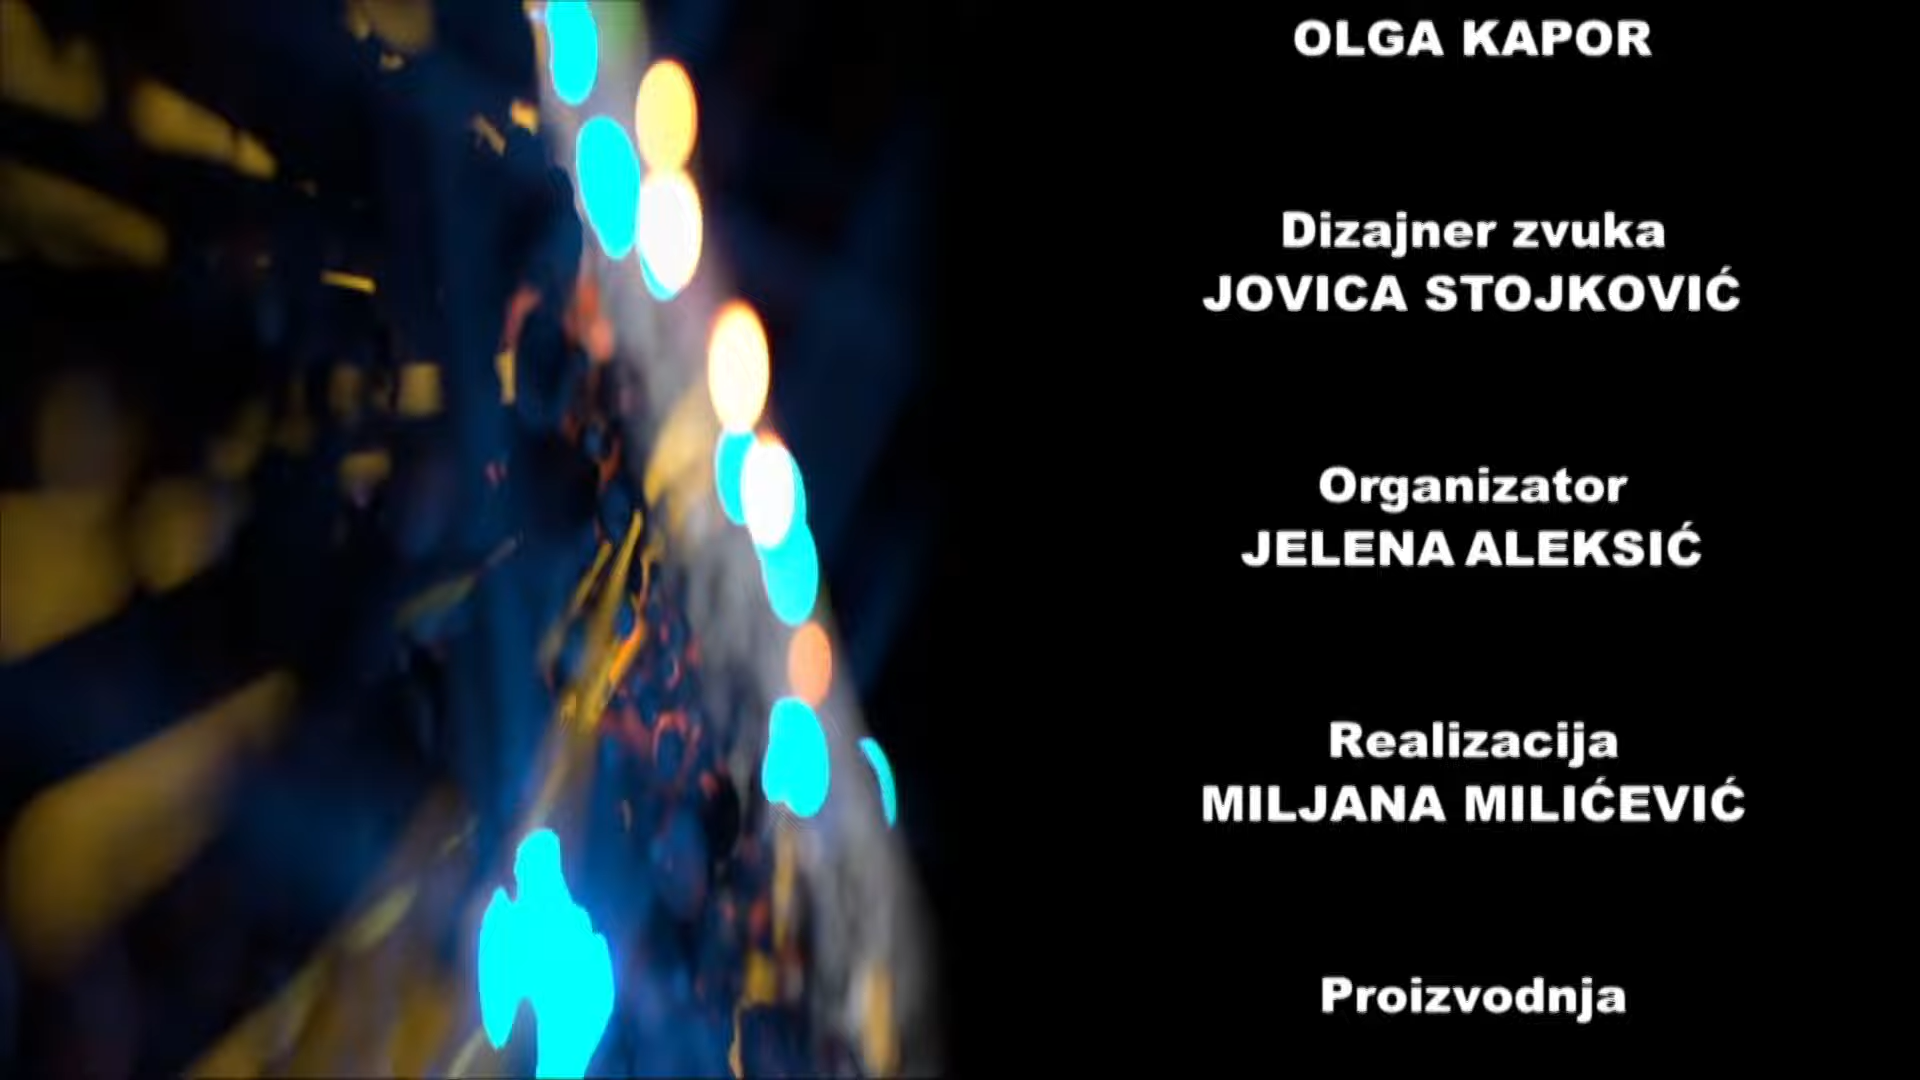 OLGA KAPOR
Dizajner zvuka
JOVICA STOJKOVIĆ
Organizator
JELENA ALEKSIĆ
Realizacija
MILJANA MILIĆEVIĆ
Proizvodnja